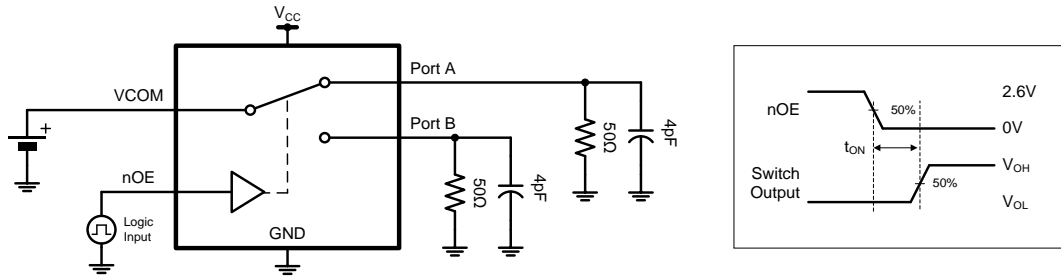 VCC
VCOM
Port A
Port B
+
50Ω
4pF
50Ω
4pF
nOE
Logic
Input
GND
nOE
50%
2.6V
0V
tON
Switch
Output
50%
VOH
VOL